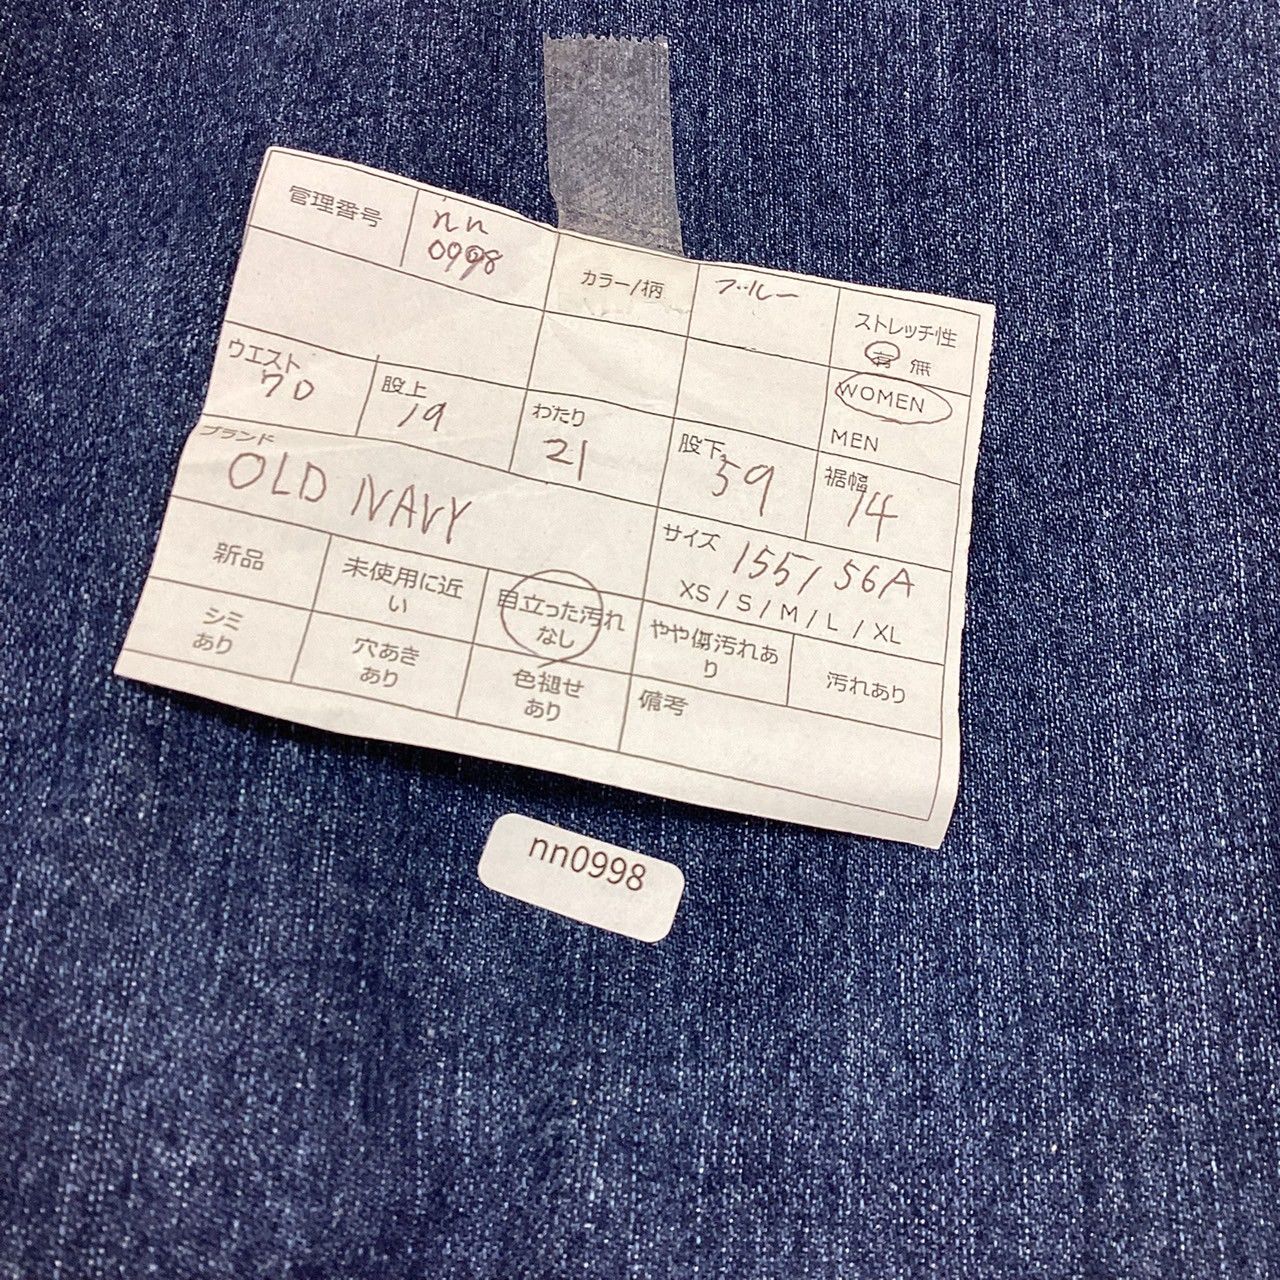 管理番号
nn
0998
カラー/柄
ブルー
ストレッチ性
有 無
WOMEN
MEN
ウエスト
70
股上
19
わたり
21
股下
59
裾幅
14
ブランド
OLD NAVY
サイズ
155/56A
XS / S / M / L / XL
新品
未使用に近
い
目立った汚れ
なし
やや傷汚れあ
り
汚れあり
シミ
あり
穴あき
あり
色褪せ
あり
備考
nn0998